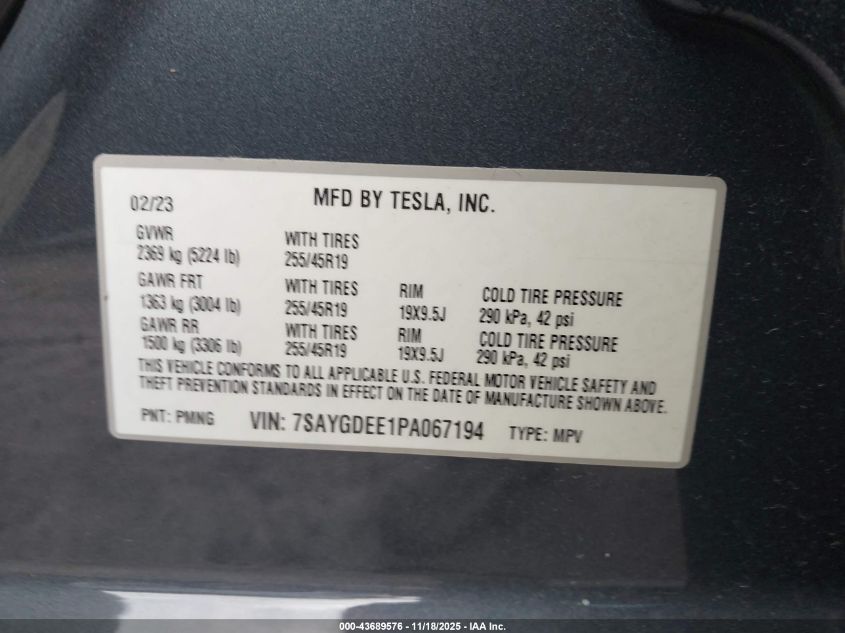 02/23 MFD BY TESLA, INC.
GVWR WITH TIRES
2369 kg (5224 lb) 255/45R19
GAWR FRT WITH TIRES RIM COLD TIRE PRESSURE
1363 kg (3004 lb) 255/45R19 19X9.5J 290 kPa, 42 psi
GAWR RR WITH TIRES RIM COLD TIRE PRESSURE
1500 kg (3306 lb) 255/45R19 19X9.5J 290 kPa, 42 psi
THIS VEHICLE CONFORMS TO ALL APPLICABLE U.S. FEDERAL MOTOR VEHICLE SAFETY AND
THEFT PREVENTION STANDARDS IN EFFECT ON THE DATE OF MANUFACTURE SHOWN ABOVE.
PNT: PMNG VIN: 7SAYGDEE1PA067194 TYPE: MPV
000-43689576 - 11/18/2025 - IAA Inc.